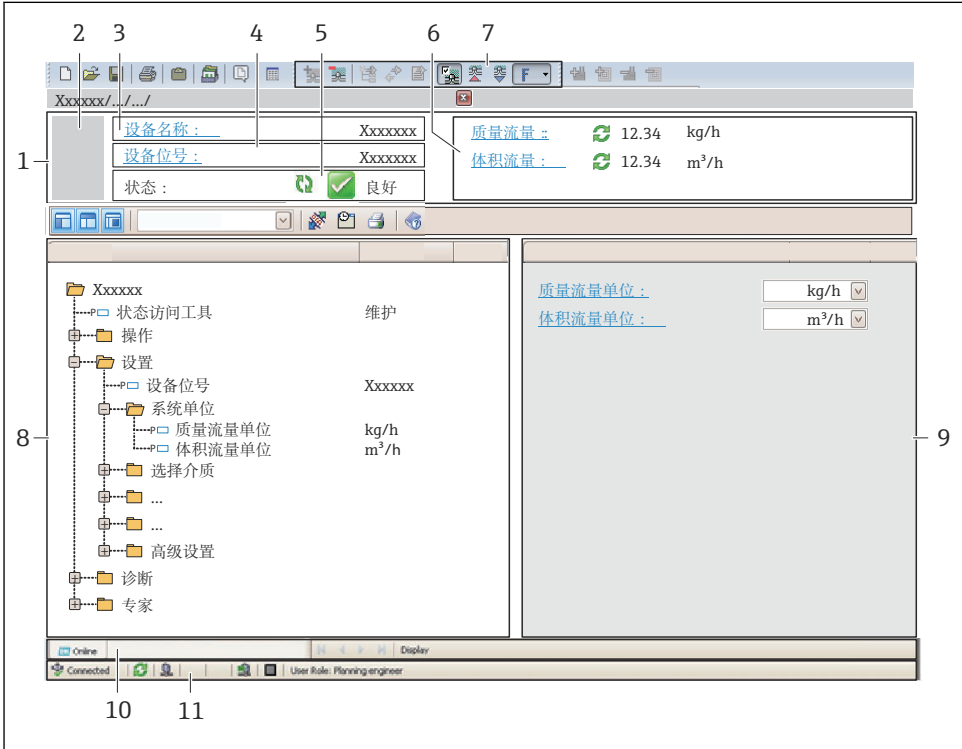 2 3 4 5 6 7
F
Xxxxxx/.../.../
1
设备名称： Xxxxxxx
设备位号： Xxxxxxx
状态： 良好
质量流量：: 12.34 kg/h
体积流量： 12.34 m³/h
Xxxxxx
P 状态访问工具 维护
操作
设置
P 设备位号 Xxxxxx
系统单位
P 质量流量单位 kg/h
P 体积流量单位 m³/h
选择介质
...
...
高级设置
诊断
专家
8
质量流量单位： kg/h
体积流量单位： m³/h
9
Online Display
Connected User Role: Planning engineer
10 11